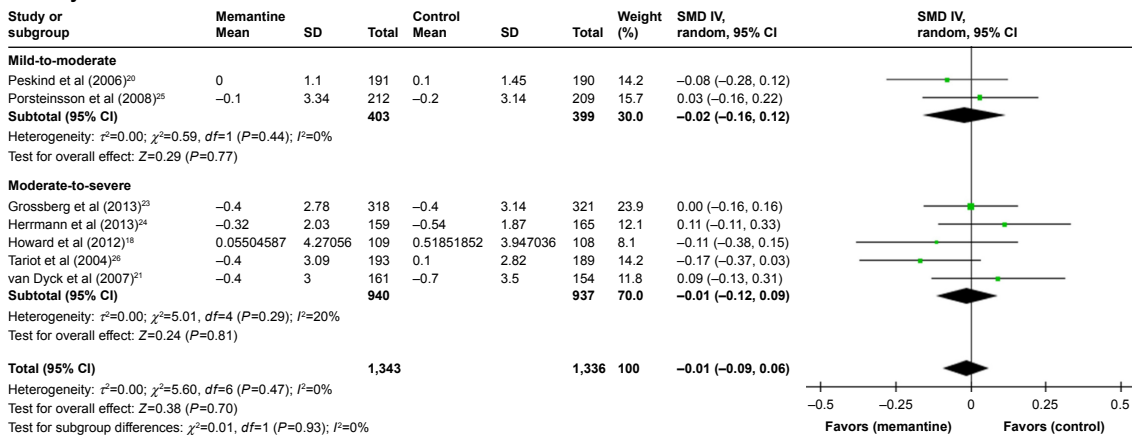 Study or subgroup Memantine Mean SD Total Control Mean SD Total Weight (%) SMD IV, random, 95% CI SMD IV, random, 95% CI
Mild-to-moderate
Peskind et al (2006)²⁰ 0 1.1 191 0.1 1.45 190 14.2 −0.08 (−0.28, 0.12)
Porsteinsson et al (2008)²⁵ −0.1 3.34 212 −0.2 3.14 209 15.7 0.03 (−0.16, 0.22)
Subtotal (95% CI) 403 399 30.0 −0.02 (−0.16, 0.12)
Heterogeneity: τ²=0.00; χ²=0.59, df=1 (P=0.44); I²=0%
Test for overall effect: Z=0.29 (P=0.77)
Moderate-to-severe
Grossberg et al (2013)²³ −0.4 2.78 318 −0.4 3.14 321 23.9 0.00 (−0.16, 0.16)
Herrmann et al (2013)²⁴ −0.32 2.03 159 −0.54 1.87 165 12.1 0.11 (−0.11, 0.33)
Howard et al (2012)¹⁸ 0.05504587 4.27056 109 0.51851852 3.947036 108 8.1 −0.11 (−0.38, 0.15)
Tariot et al (2004)²⁶ −0.4 3.09 193 0.1 2.82 189 14.2 −0.17 (−0.37, 0.03)
van Dyck et al (2007)²¹ −0.4 3 161 −0.7 3.5 154 11.8 0.09 (−0.13, 0.31)
Subtotal (95% CI) 940 937 70.0 −0.01 (−0.12, 0.09)
Heterogeneity: τ²=0.00; χ²=5.01, df=4 (P=0.29); I²=20%
Test for overall effect: Z=0.24 (P=0.81)
Total (95% CI) 1,343 1,336 100 −0.01 (−0.09, 0.06)
Heterogeneity: τ²=0.00; χ²=5.60, df=6 (P=0.47); I²=0%
Test for overall effect: Z=0.38 (P=0.70)
Test for subgroup differences: χ²=0.01, df=1 (P=0.93); I²=0%
−0.5 −0.25 0 0.25 0.5
Favors (memantine) Favors (control)